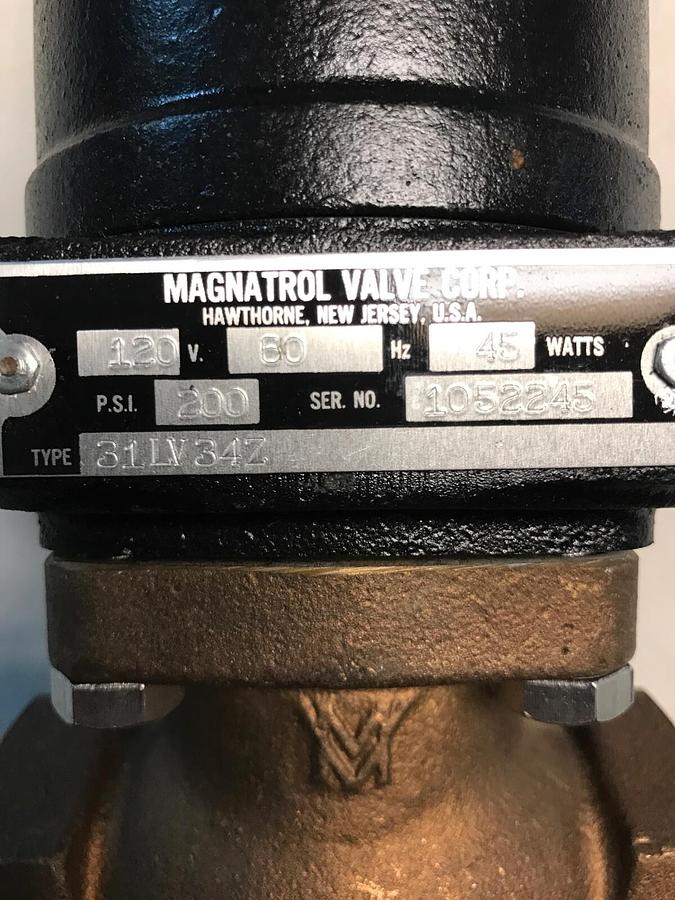 MAGNATROL VALVE CORP.
HAWTHORNE, NEW JERSEY, U.S.A.
120 V. 60 Hz 45 WATTS
P.S.I. 200 SER. NO. 1052245
TYPE 31LV34Z